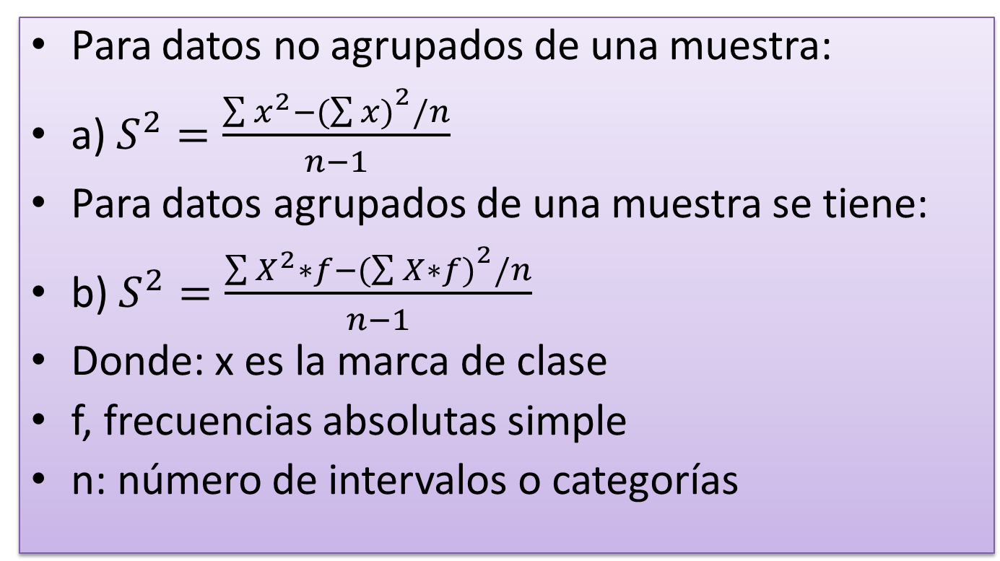 • Para datos no agrupados de una muestra:
• a) $S^2 = \frac{\sum x^2-(\sum x)^2/n}{n-1}$
• Para datos agrupados de una muestra se tiene:
• b) $S^2 = \frac{\sum X^2*f-(\sum X*f)^2/n}{n-1}$
• Donde: x es la marca de clase
• f, frecuencias absolutas simple
• n: número de intervalos o categorías